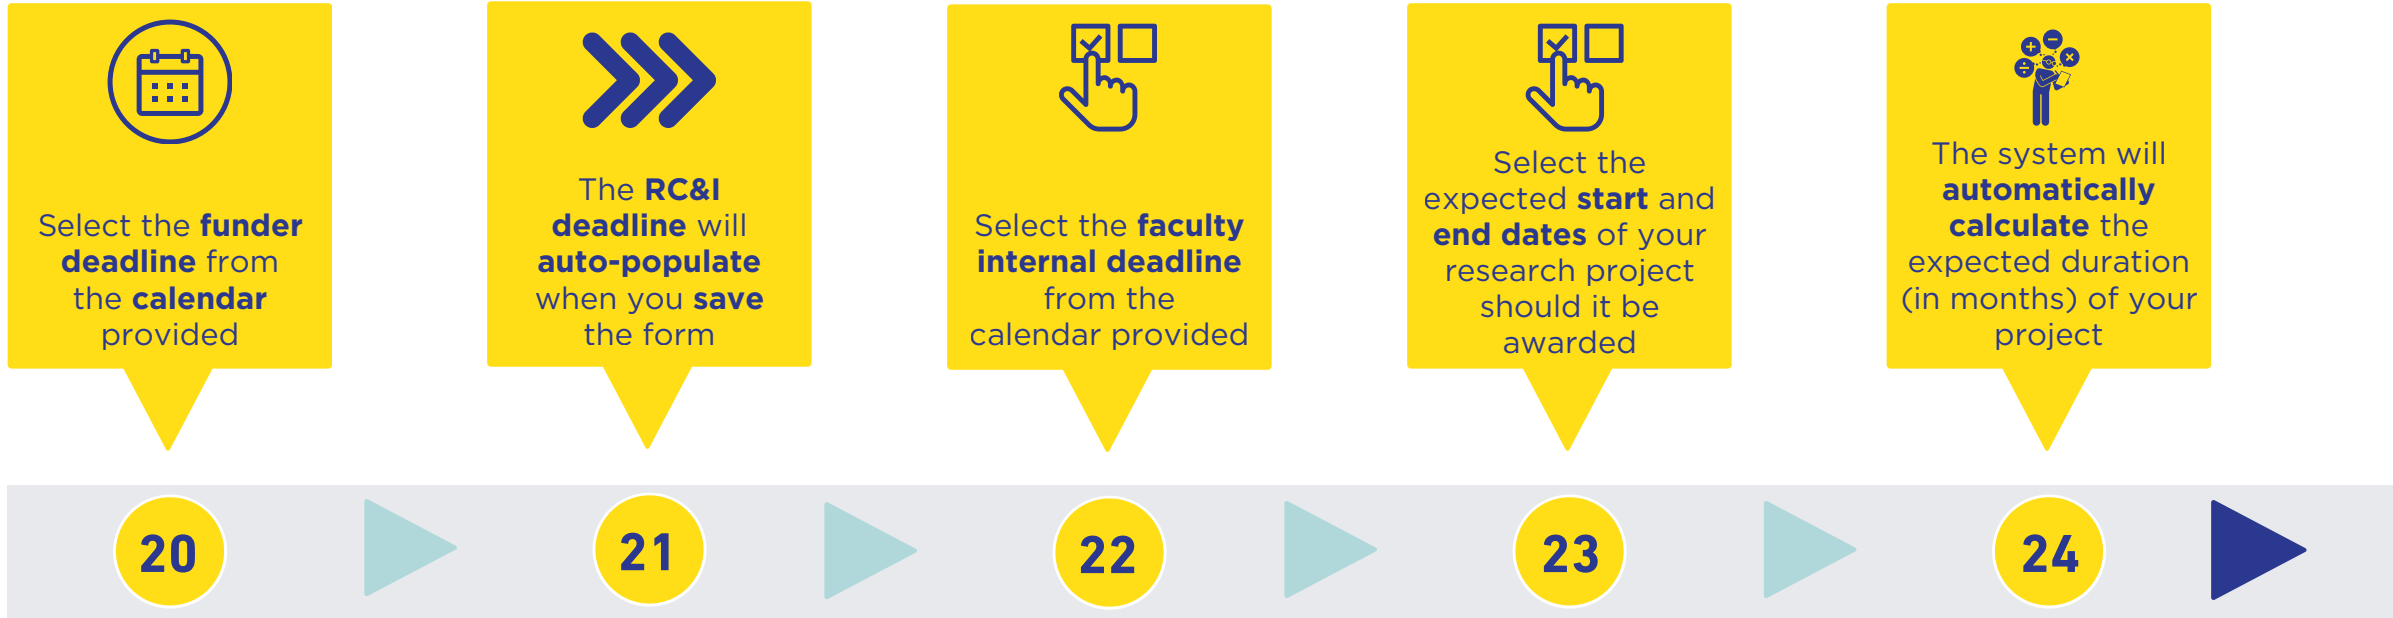 Select the funder
deadline from
the calendar
provided
The RC&I
deadline will
auto-populate
when you save
the form
Select the faculty
internal deadline
from the
calendar provided
Select the
expected start and
end dates of your
research project
should it be
awarded
The system will
automatically
calculate the
expected duration
(in months) of your
project
20
21
22
23
24